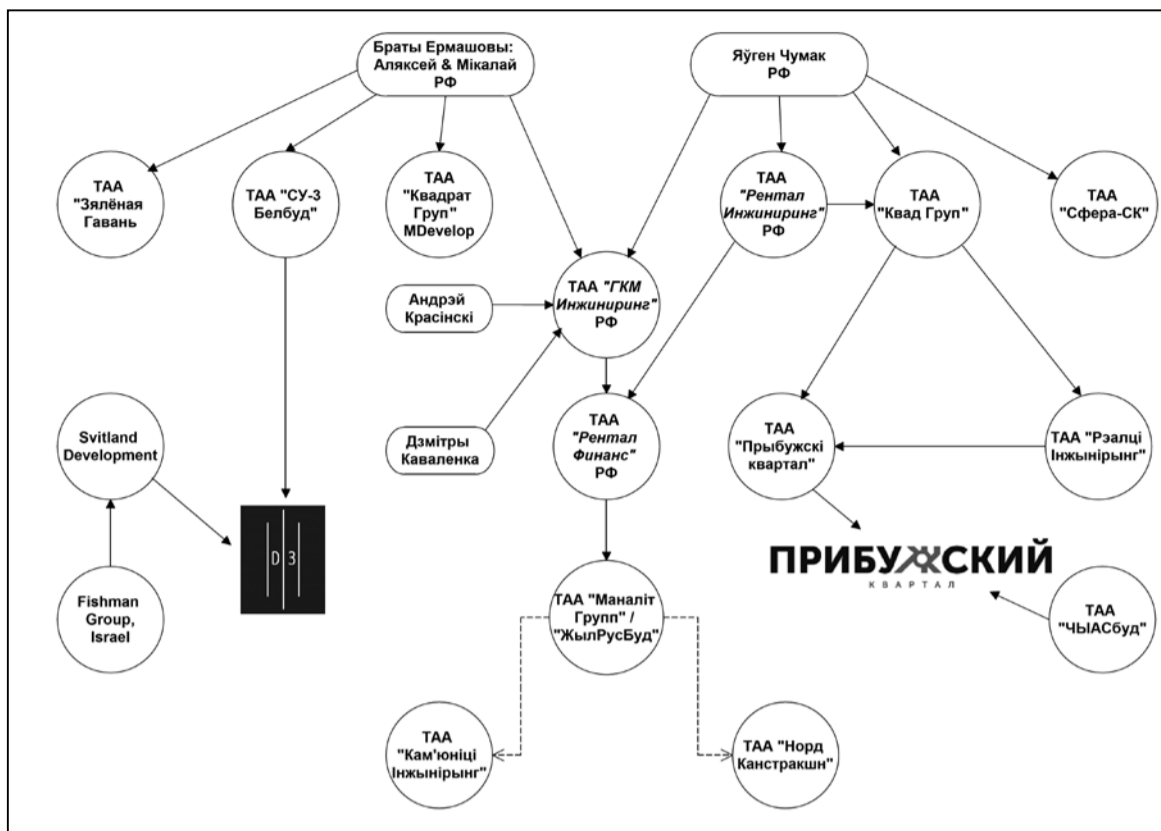 Браты Ермашовы:
Аляксей & Мікалай
РФ
Яўген Чумак
РФ
ТАА
"Зялёная
Гавань
ТАА "СУ-3
Белбуд"
ТАА
"Квадрат
Груп"
MDevelop
ТАА
"Рентал
Инжиниринг"
РФ
ТАА
"Квад Груп"
ТАА
"Сфера-СК"
ТАА "ГКМ
Инжиниринг"
РФ
Андрэй
Красінскі
Дзмітры
Каваленка
ТАА
"Рентал
Финанс"
РФ
ТАА
"Прыбужскі
квартал"
ТАА "Рэалці
Інжынірынг"
Svitland
Development
D 3
ПРИБУЖСКИЙ
КВАРТАЛ
Fishman
Group,
Israel
ТАА "Маналіт
Групп" /
"ЖылРусБуд"
ТАА
"ЧЫАСбуд"
ТАА
"Кам'юніці
Інжынірынг"
ТАА "Норд
Канстракшн"